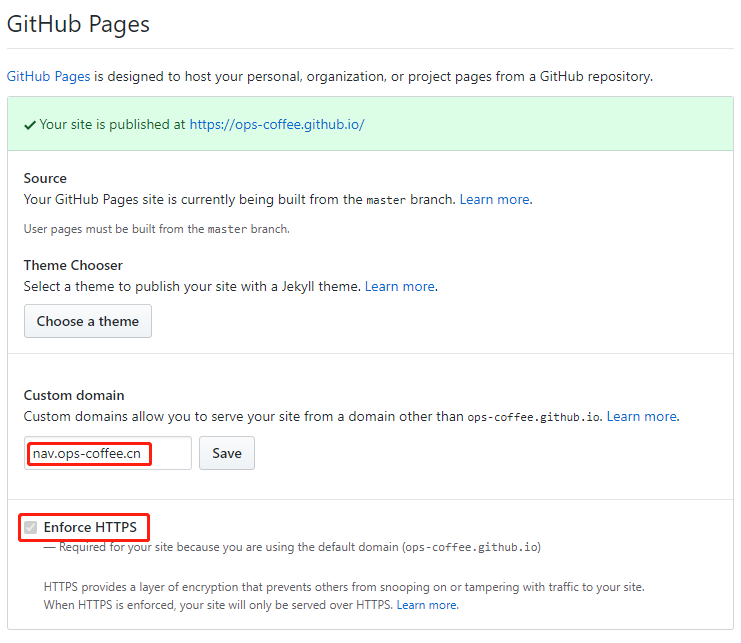 GitHub Pages
GitHub Pages is designed to host your personal, organization, or project pages from a GitHub repository.
Your site is published at https://ops-coffee.github.io/
Source
Your GitHub Pages site is currently being built from the master branch. Learn more.
User pages must be built from the master branch.
Theme Chooser
Select a theme to publish your site with a Jekyll theme. Learn more.
Choose a theme
Custom domain
Custom domains allow you to serve your site from a domain other than ops-coffee.github.io. Learn more.
nav.ops-coffee.cn Save
Enforce HTTPS
— Required for your site because you are using the default domain (ops-coffee.github.io)
HTTPS provides a layer of encryption that prevents others from snooping on or tampering with traffic to your site.
When HTTPS is enforced, your site will only be served over HTTPS. Learn more.